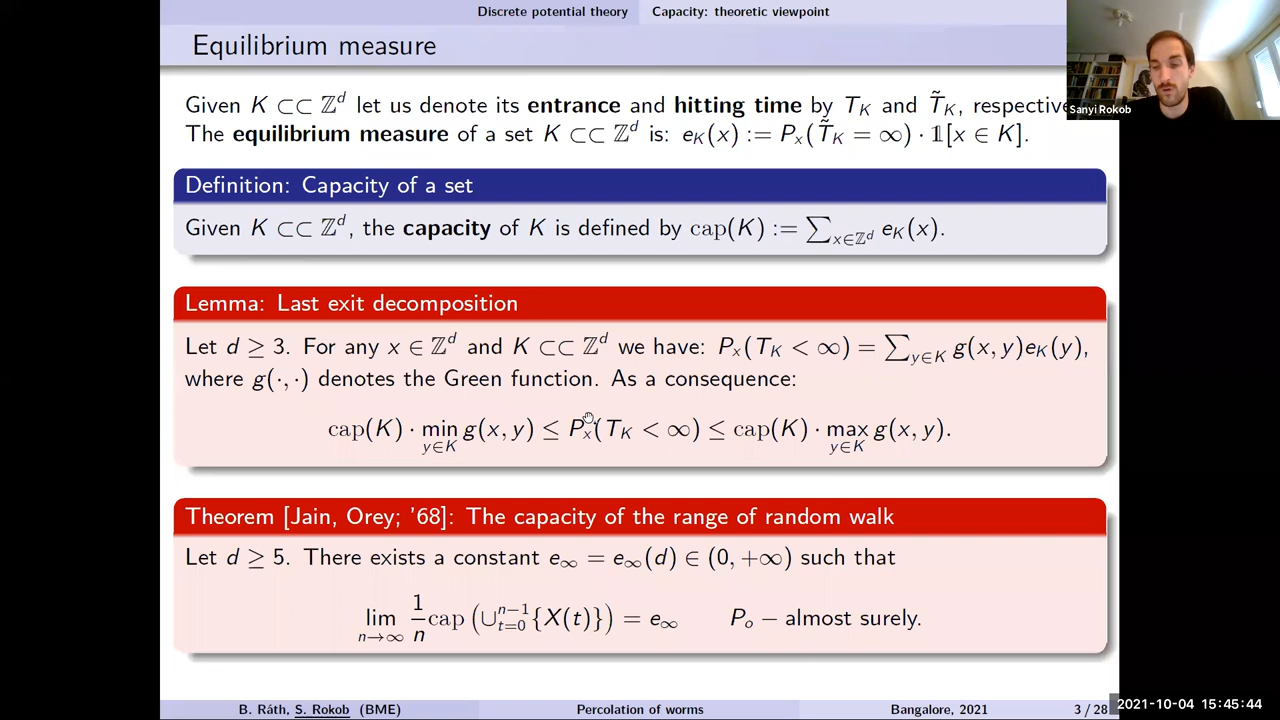 Discrete potential theory Capacity: theoretic viewpoint
Equilibrium measure
Sanyi Rokob
Given K ⊂⊂ ℤ^d let us denote its entrance and hitting time by T_K and T̃_K, respective
The equilibrium measure of a set K ⊂⊂ ℤ^d is: e_K(x) := P_x(T̃_K = ∞) · 𝟙[x ∈ K].
Definition: Capacity of a set
Given K ⊂⊂ ℤ^d, the capacity of K is defined by cap(K) := ∑_{x∈ℤ^d} e_K(x).
Lemma: Last exit decomposition
Let d ≥ 3. For any x ∈ ℤ^d and K ⊂⊂ ℤ^d we have: P_x(T_K < ∞) = ∑_{y∈K} g(x, y)e_K(y),
where g(·, ·) denotes the Green function. As a consequence:
cap(K) · min_{y∈K} g(x, y) ≤ P_x(T_K < ∞) ≤ cap(K) · max_{y∈K} g(x, y).
Theorem [Jain, Orey; '68]: The capacity of the range of random walk
Let d ≥ 5. There exists a constant e_∞ = e_∞(d) ∈ (0, +∞) such that
lim_{n→∞} 1/n cap (∪_{t=0}^{n−1}{X(t)}) = e_∞ P_o − almost surely.
B. Ráth, S. Rokob (BME) Percolation of worms Bangalore, 2021 3 / 28
2021-10-04 15:45:44